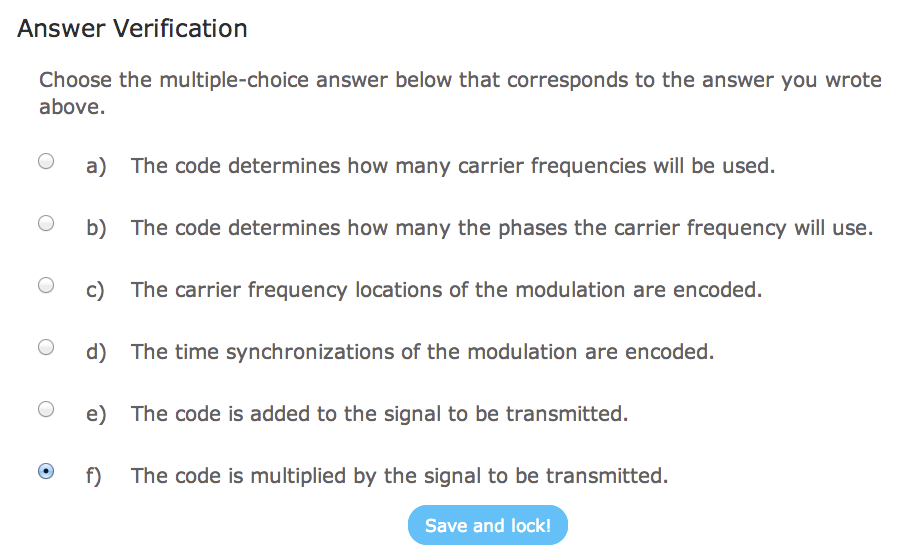 Answer Verification
Choose the multiple-choice answer below that corresponds to the answer you wrote
above.
a) The code determines how many carrier frequencies will be used.
b) The code determines how many the phases the carrier frequency will use.
c) The carrier frequency locations of the modulation are encoded.
d) The time synchronizations of the modulation are encoded.
e) The code is added to the signal to be transmitted.
f) The code is multiplied by the signal to be transmitted.
Save and lock!